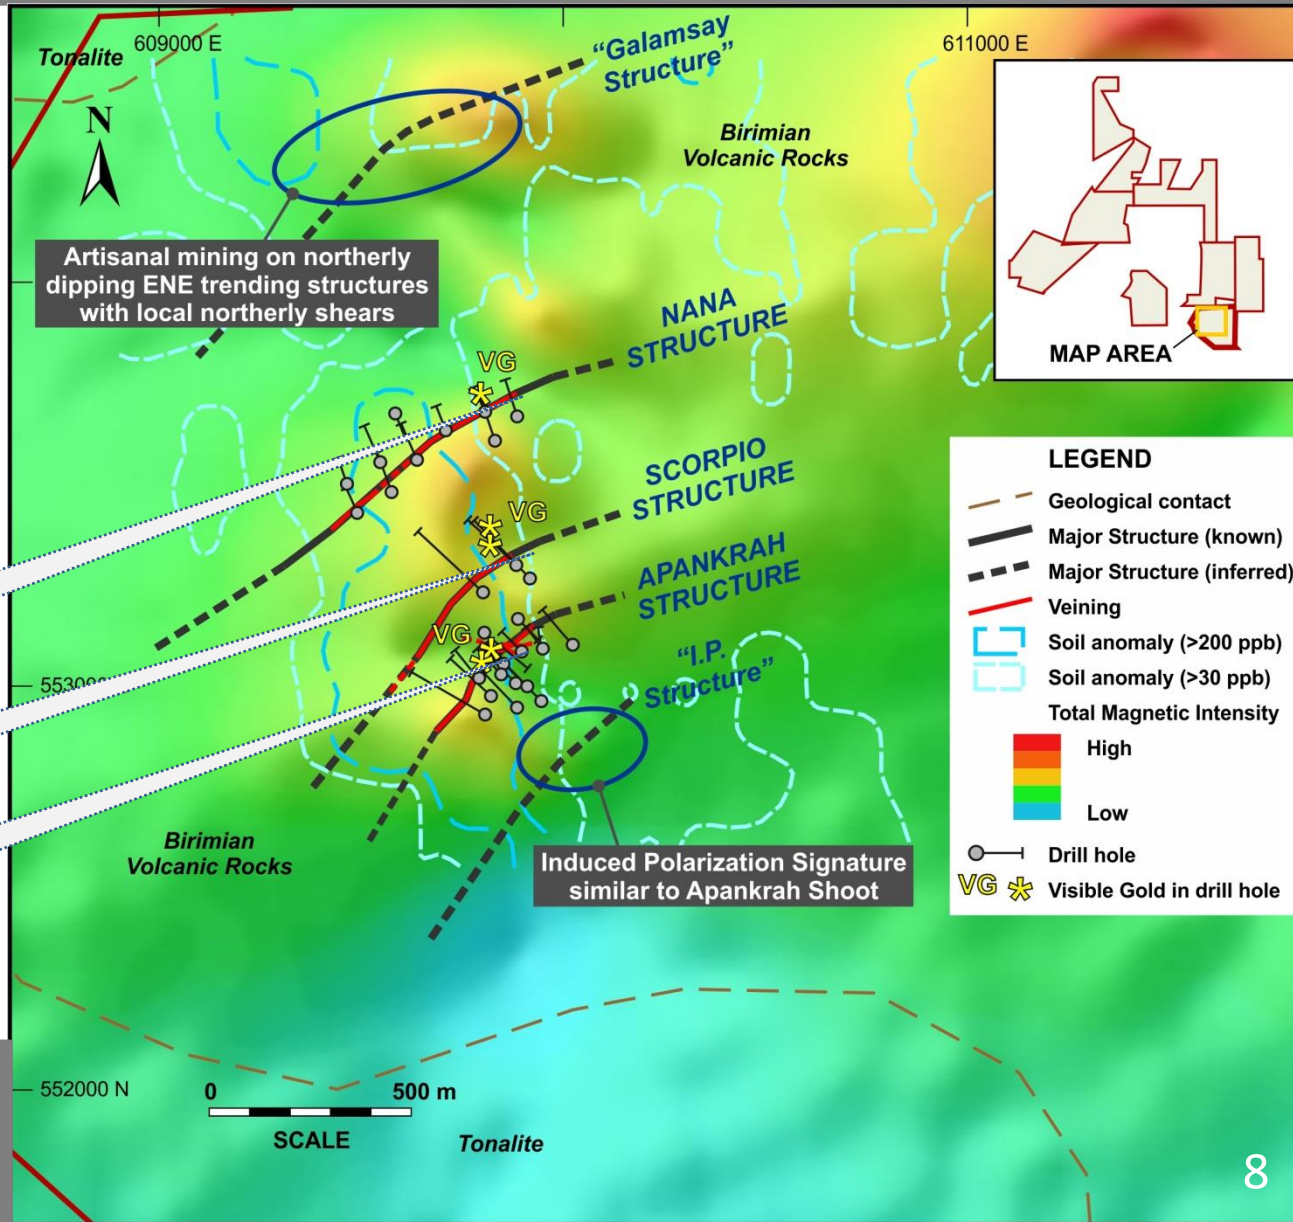 609000 E
611000 E
Tonalite
N
“Galamsay
Structure”
Birimian
Volcanic Rocks
Artisanal mining on northerly
dipping ENE trending structures
with local northerly shears
MAP AREA
NANA
STRUCTURE
VG
SCORPIO
STRUCTURE
VG
APANKRAH
STRUCTURE
VG
“I.P.
Structure”
Birimian
Volcanic Rocks
Induced Polarization Signature
similar to Apankrah Shoot
LEGEND
Geological contact
Major Structure (known)
Major Structure (inferred)
Veining
Soil anomaly (>200 ppb)
Soil anomaly (>30 ppb)
Total Magnetic Intensity
High
Low
Drill hole
VG Visible Gold in drill hole
552000 N
0 500 m
SCALE
Tonalite
8